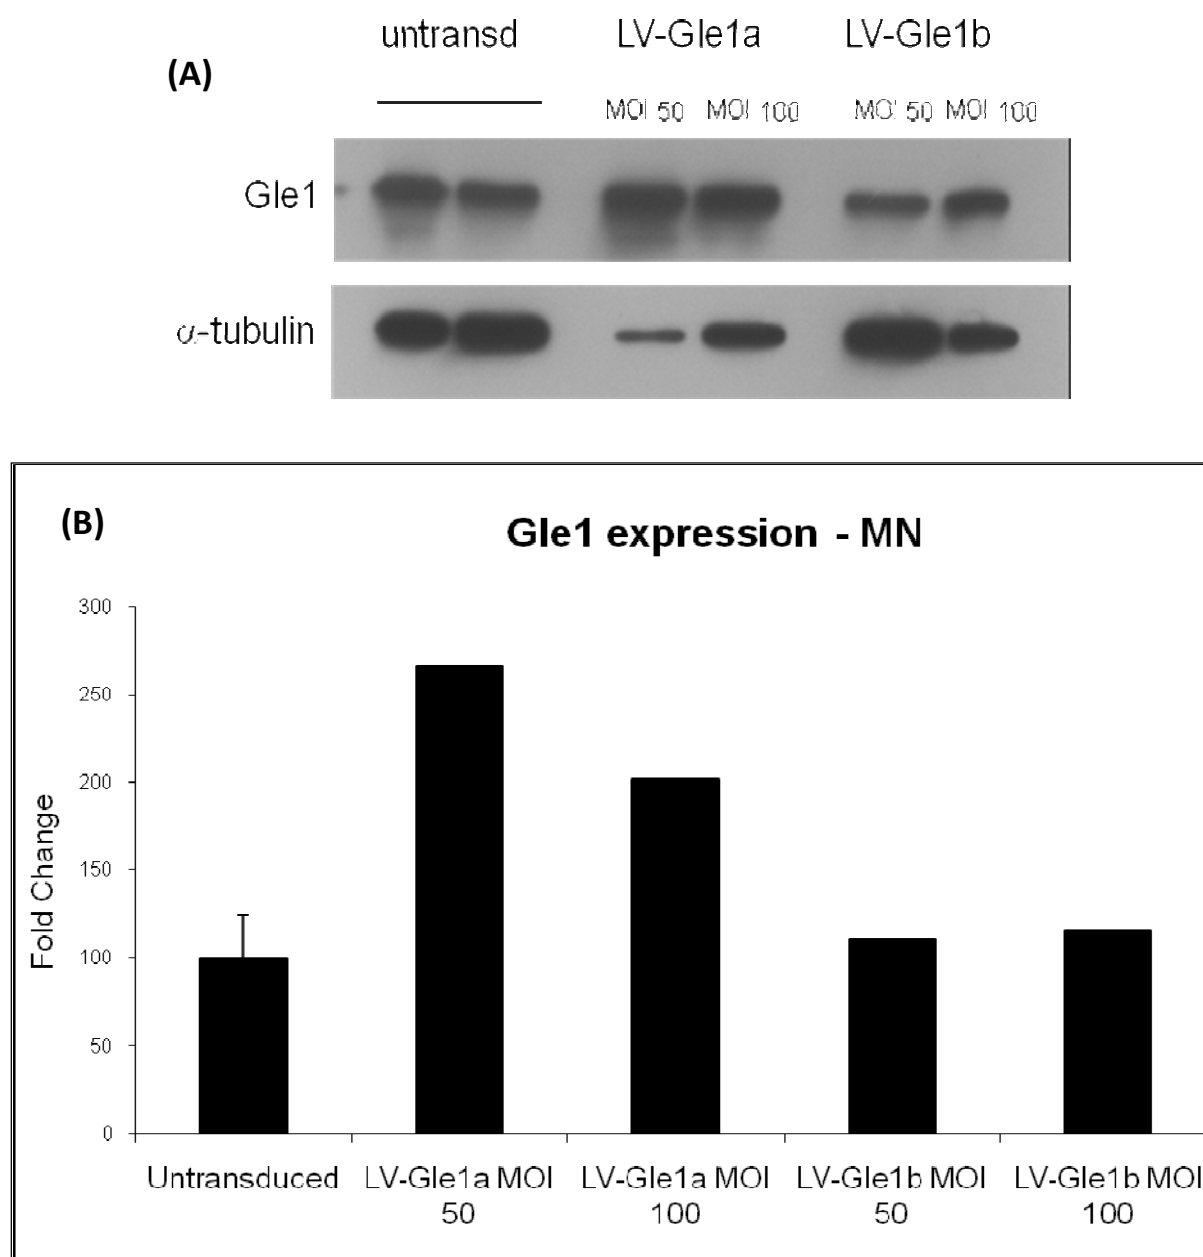 untransd LV-Gle1a LV-Gle1b
(A)
MOI 50 MOI 100 MOI 50 MOI 100
Gle1
α-tubulin
(B)
Gle1 expression - MN
300
250
200
150
100
50
0
Fold Change
Untransduced LV-Gle1a MOI 50 LV-Gle1a MOI 100 LV-Gle1b MOI 50 LV-Gle1b MOI 100